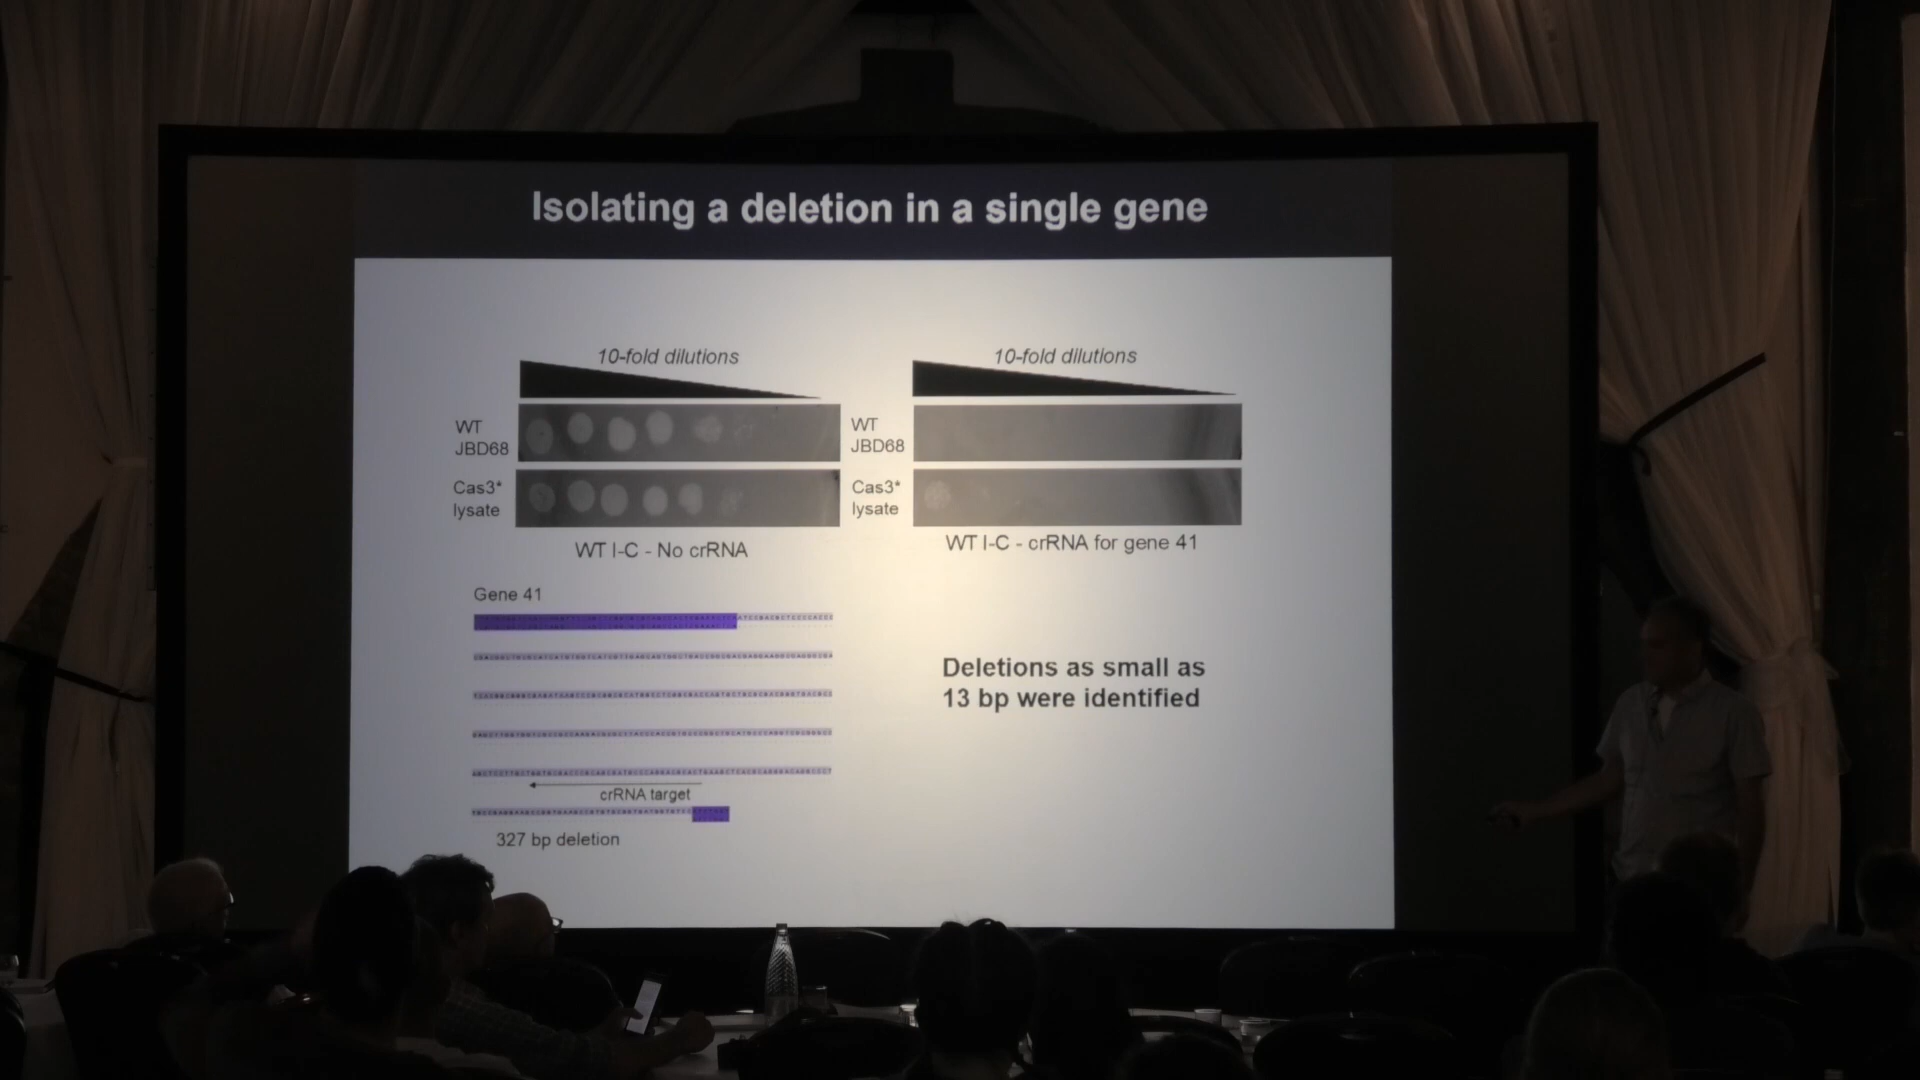 Isolating a deletion in a single gene
10-fold dilutions
10-fold dilutions
WT
JBD68
WT
JBD68
Cas3*
lysate
Cas3*
lysate
WT I-C - No crRNA
WT I-C - crRNA for gene 41
Gene 41
Deletions as small as
13 bp were identified
crRNA target
327 bp deletion